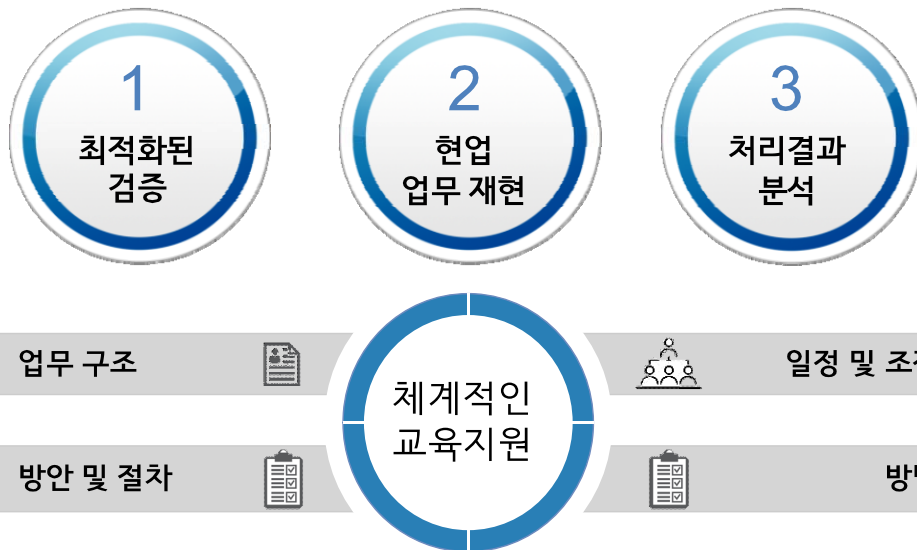 1
최적화된
검증
2
현업
업무 재현
3
처리결과
분석
업무 구조
체계적인
교육지원
일정 및
방안 및 절차